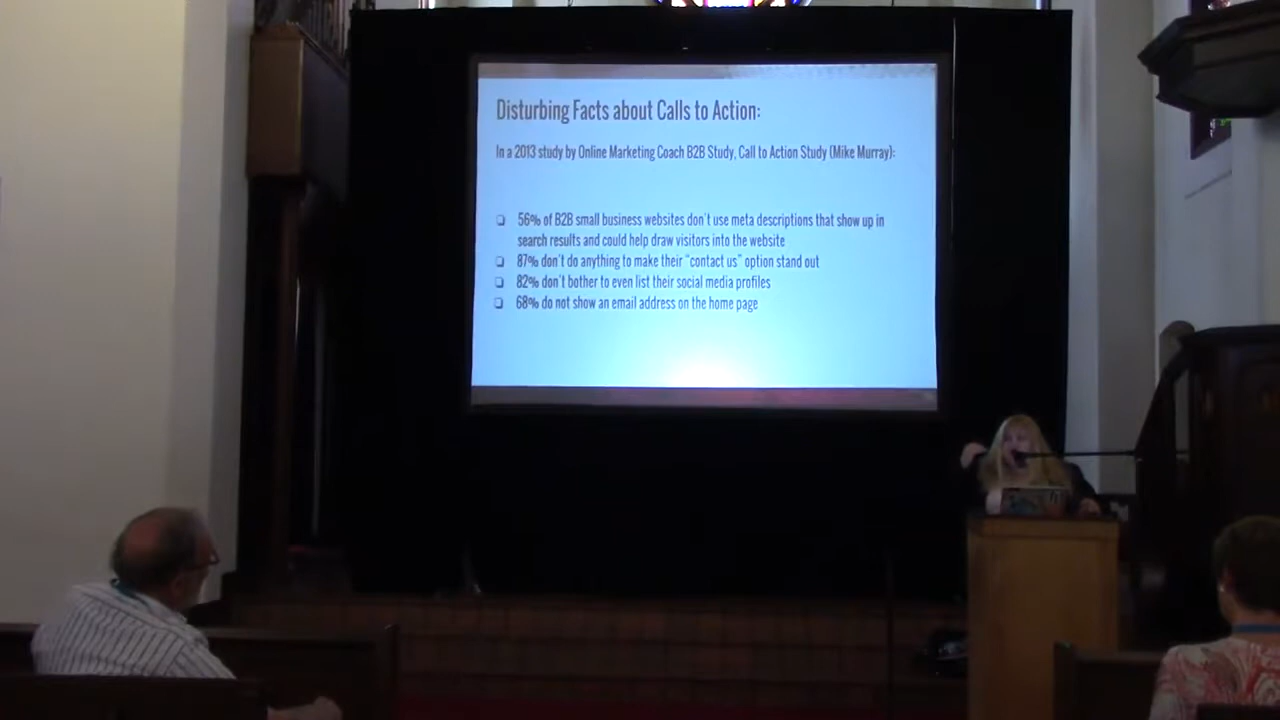 Disturbing Facts about Calls to Action:
In a 2013 study by Online Marketing Coach B2B Study, Call to Action Study (Mike Murray):
56% of B2B small business websites don't use meta descriptions that show up in
search results and could help draw visitors into the website
87% don't do anything to make their "contact us" option stand out
82% don't bother to even list their social media profiles
68% do not show an email address on the home page